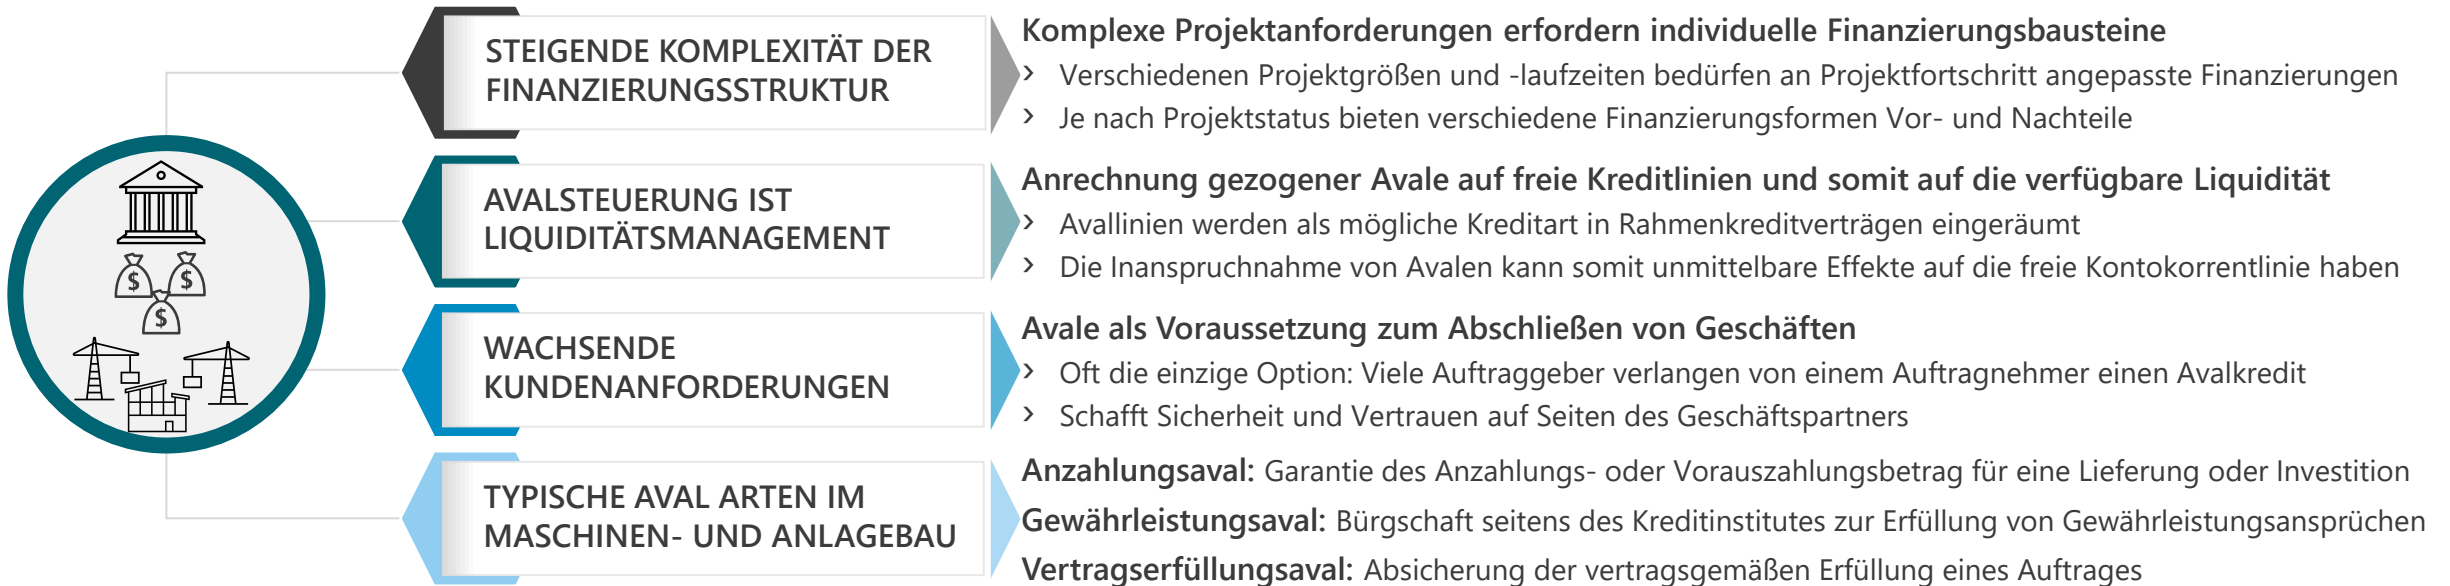 STEIGENDE KOMPLEXITÄT DER
FINANZIERUNGSSTRUKTUR
Komplexe Projektanforderungen erfordern individuelle Finanzierungsbausteine
› Verschiedenen Projektgrößen und -laufzeiten bedürfen an Projektfortschritt angepasste Finanzierungen
› Je nach Projektstatus bieten verschiedene Finanzierungsformen Vor- und Nachteile
AVALSTEUERUNG IST
LIQUIDITÄTSMANAGEMENT
Anrechnung gezogener Avale auf freie Kreditlinien und somit auf die verfügbare Liquidität
› Avallinien werden als mögliche Kreditart in Rahmenkreditverträgen eingeräumt
› Die Inanspruchnahme von Avalen kann somit unmittelbare Effekte auf die freie Kontokorrentlinie haben
$ $
$
WACHSENDE
KUNDENANFORDERUNGEN
Avale als Voraussetzung zum Abschließen von Geschäften
› Oft die einzige Option: Viele Auftraggeber verlangen von einem Auftragnehmer einen Avalkredit
› Schafft Sicherheit und Vertrauen auf Seiten des Geschäftspartners
TYPISCHE AVAL ARTEN IM
MASCHINEN- UND ANLAGEBAU
Anzahlungsaval: Garantie des Anzahlungs- oder Vorauszahlungsbetrag für eine Lieferung oder Investition
Gewährleistungsaval: Bürgschaft seitens des Kreditinstitutes zur Erfüllung von Gewährleistungsansprüchen
Vertragserfüllungsaval: Absicherung der vertragsgemäßen Erfüllung eines Auftrages